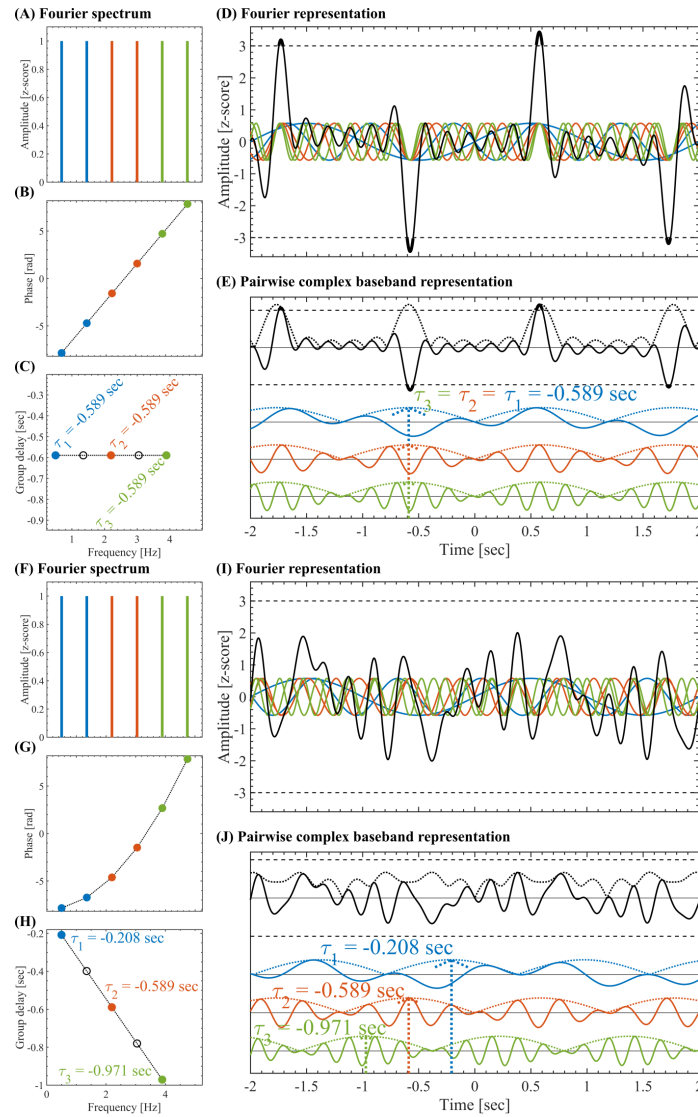 (A) Fourier spectrum
Amplitude [z-score]
0
0.2
0.4
0.6
0.8
1
(B)
Phase [rad]
5
0
-5
(C)
Group delay [sec]
-0.3
-0.4
-0.5
-0.6
-0.7
-0.8
-0.9
τ1 = -0.589 sec
τ2 = -0.589 sec
τ3 = -0.589 sec
1 2 3 4
Frequency [Hz]
(D) Fourier representation
Amplitude [z-score]
3
2
1
0
-1
-2
-3
(E) Pairwise complex baseband representation
τ3 = τ2 = τ1 = -0.589 sec
-2 -1.5 -1 -0.5 0 0.5 1 1.5 2
Time [sec]
(F) Fourier spectrum
Amplitude [z-score]
0
0.2
0.4
0.6
0.8
1
(G)
Phase [rad]
5
0
-5
(H)
Group delay [sec]
-0.2
-0.4
-0.6
-0.8
-1
τ1 = -0.208 sec
τ2 = -0.589 sec
τ3 = -0.971 sec
0 2 4
Frequency [Hz]
(I) Fourier representation
Amplitude [z-score]
3
2
1
0
-1
-2
-3
(J) Pairwise complex baseband representation
τ1 = -0.208 sec
τ2 = -0.589 sec
τ3 = -0.971 sec
-2 -1.5 -1 -0.5 0 0.5 1 1.5 2
Time [sec]